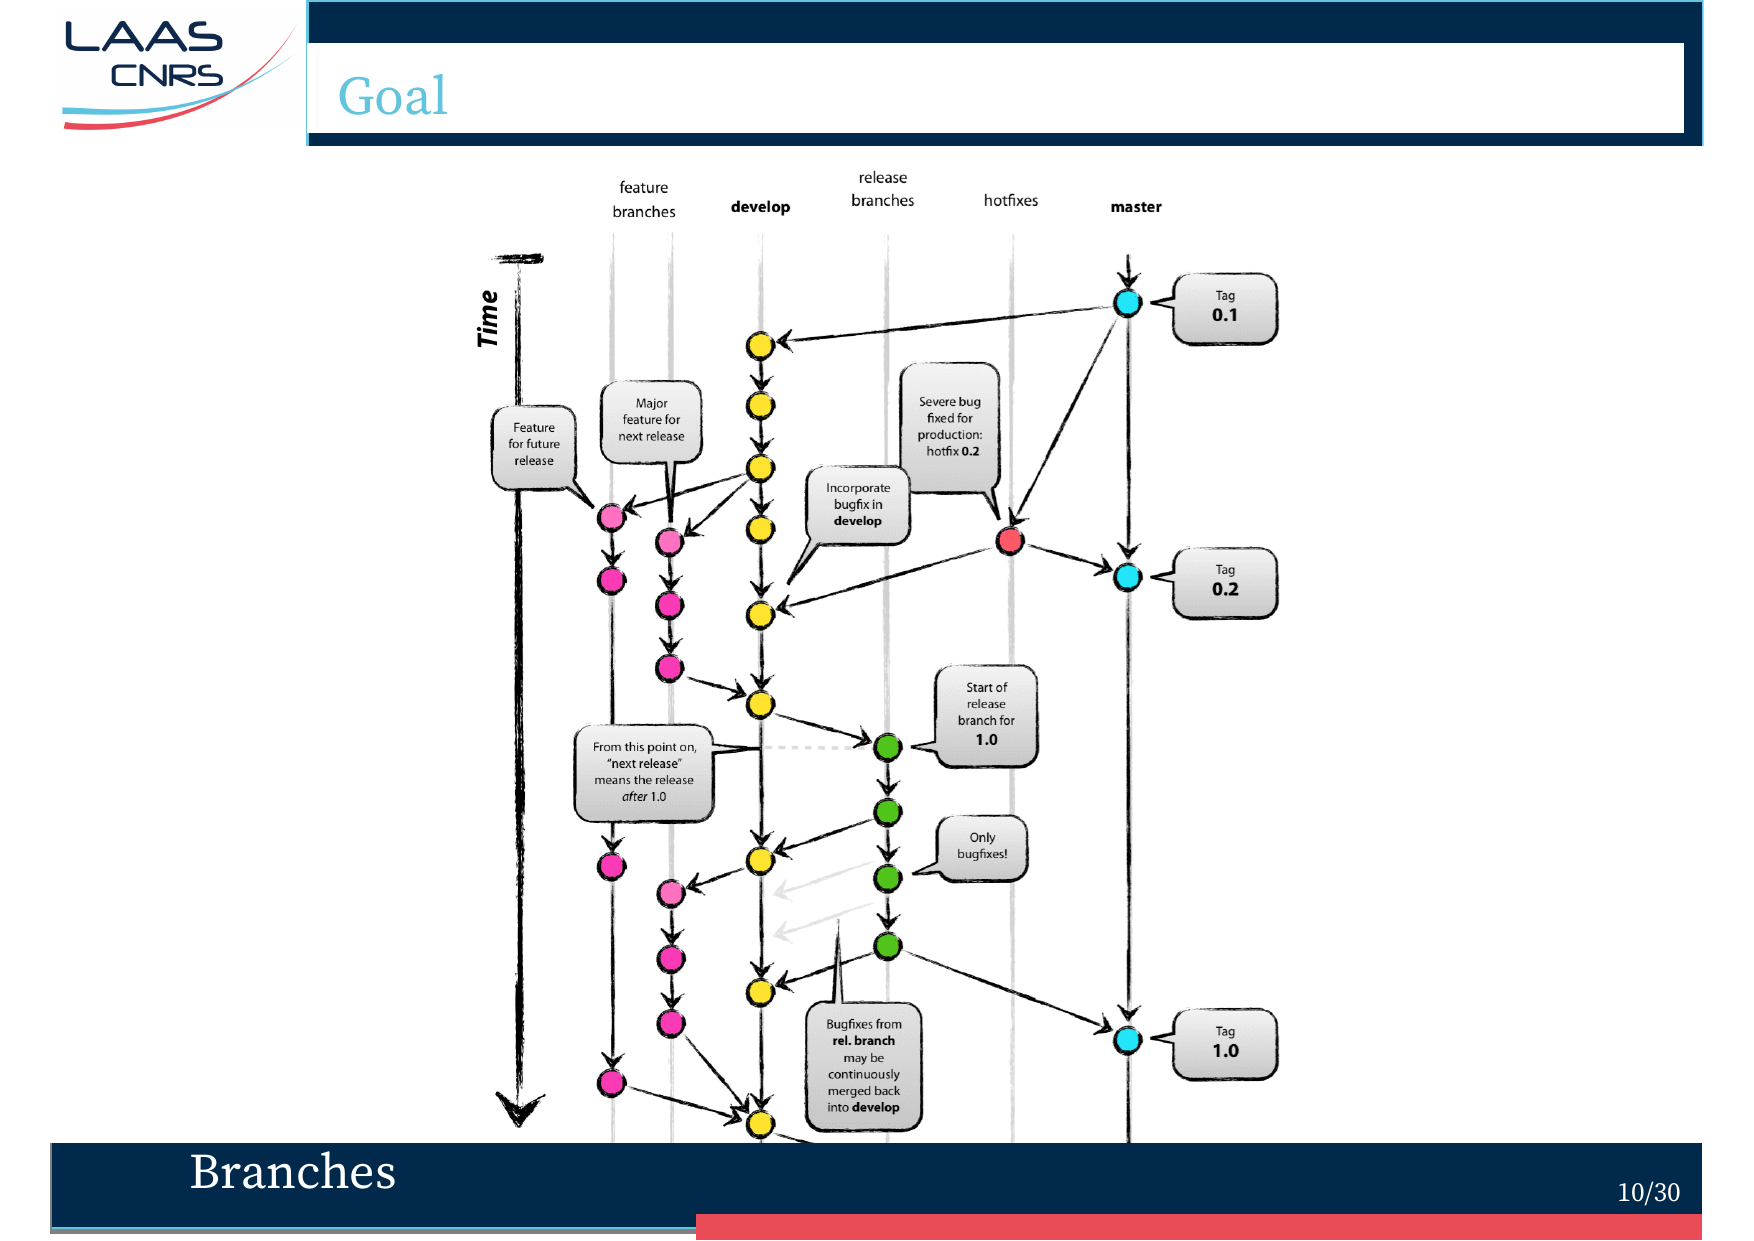 LAAS
CNRS
Goal
feature
branches
develop
release
branches
hotfixes
master
Time
Tag
0.1
Feature
for future
release
Major
feature for
next release
Severe bug
fixed for
production:
hotfix 0.2
Incorporate
bugfix in
develop
Tag
0.2
Start of
release
branch for
1.0
From this point on,
“next release”
means the release
after 1.0
Only
bugfixes!
Bugfixes from
rel. branch
may be
continuously
merged back
into develop
Tag
1.0
Branches
10/30